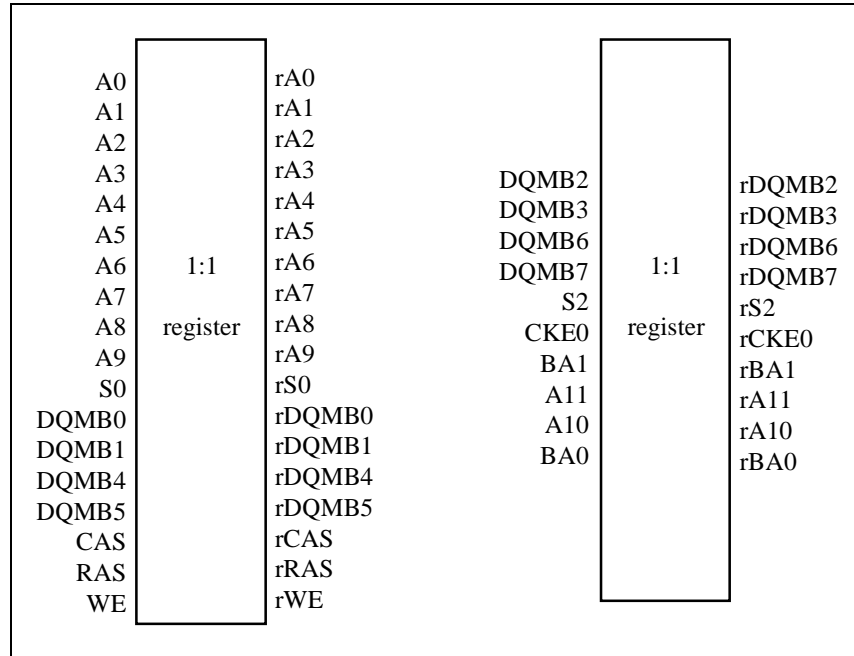 A0 rA0
A1 rA1
A2 rA2
A3 rA3
A4 rA4
A5 rA5
A6 1:1 rA6
A7 rA7
A8 register rA8
A9 rA9
S0 rS0
DQMB0 rDQMB0
DQMB1 rDQMB1
DQMB4 rDQMB4
DQMB5 rDQMB5
CAS rCAS
RAS rRAS
WE rWE
DQMB2 rDQMB2
DQMB3 rDQMB3
DQMB6 rDQMB6
DQMB7 1:1 rDQMB7
S2 rS2
CKE0 register rCKE0
BA1 rBA1
A11 rA11
A10 rA10
BA0 rBA0